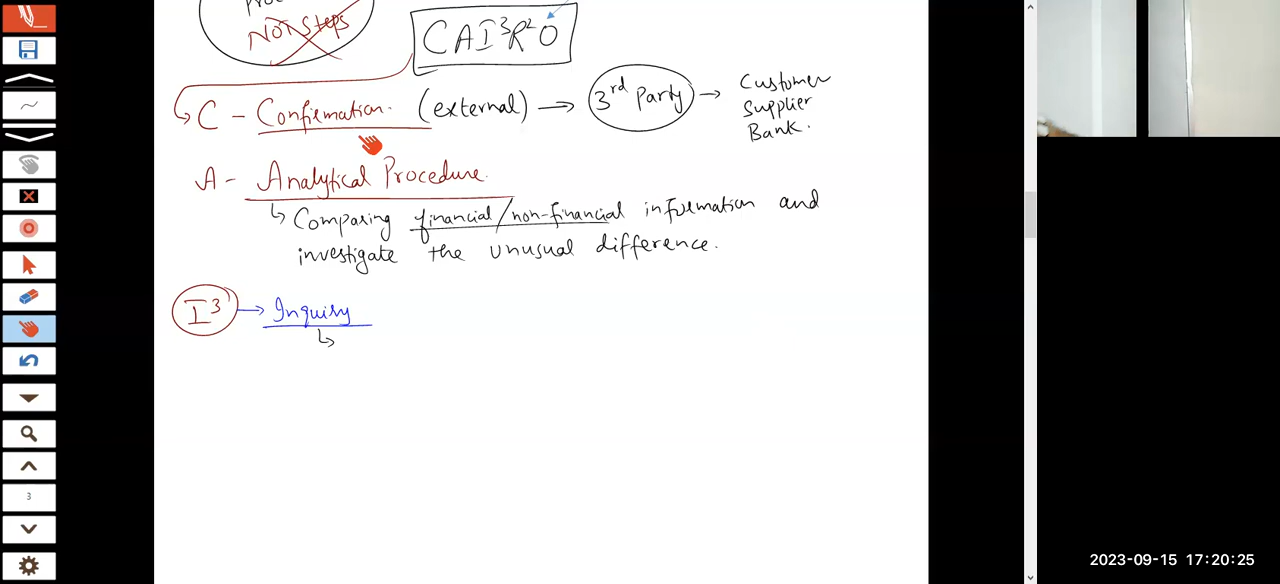 NOT Steps
CAI³R²O
C - Confirmation. (external) → 3rd Party → Customer
Supplier
Bank.
A - Analytical Procedure.
↳ Comparing financial/non-financial information and
investigate the unusual difference.
I³ → Inquiry
↳
3
2023-09-15 17:20:25